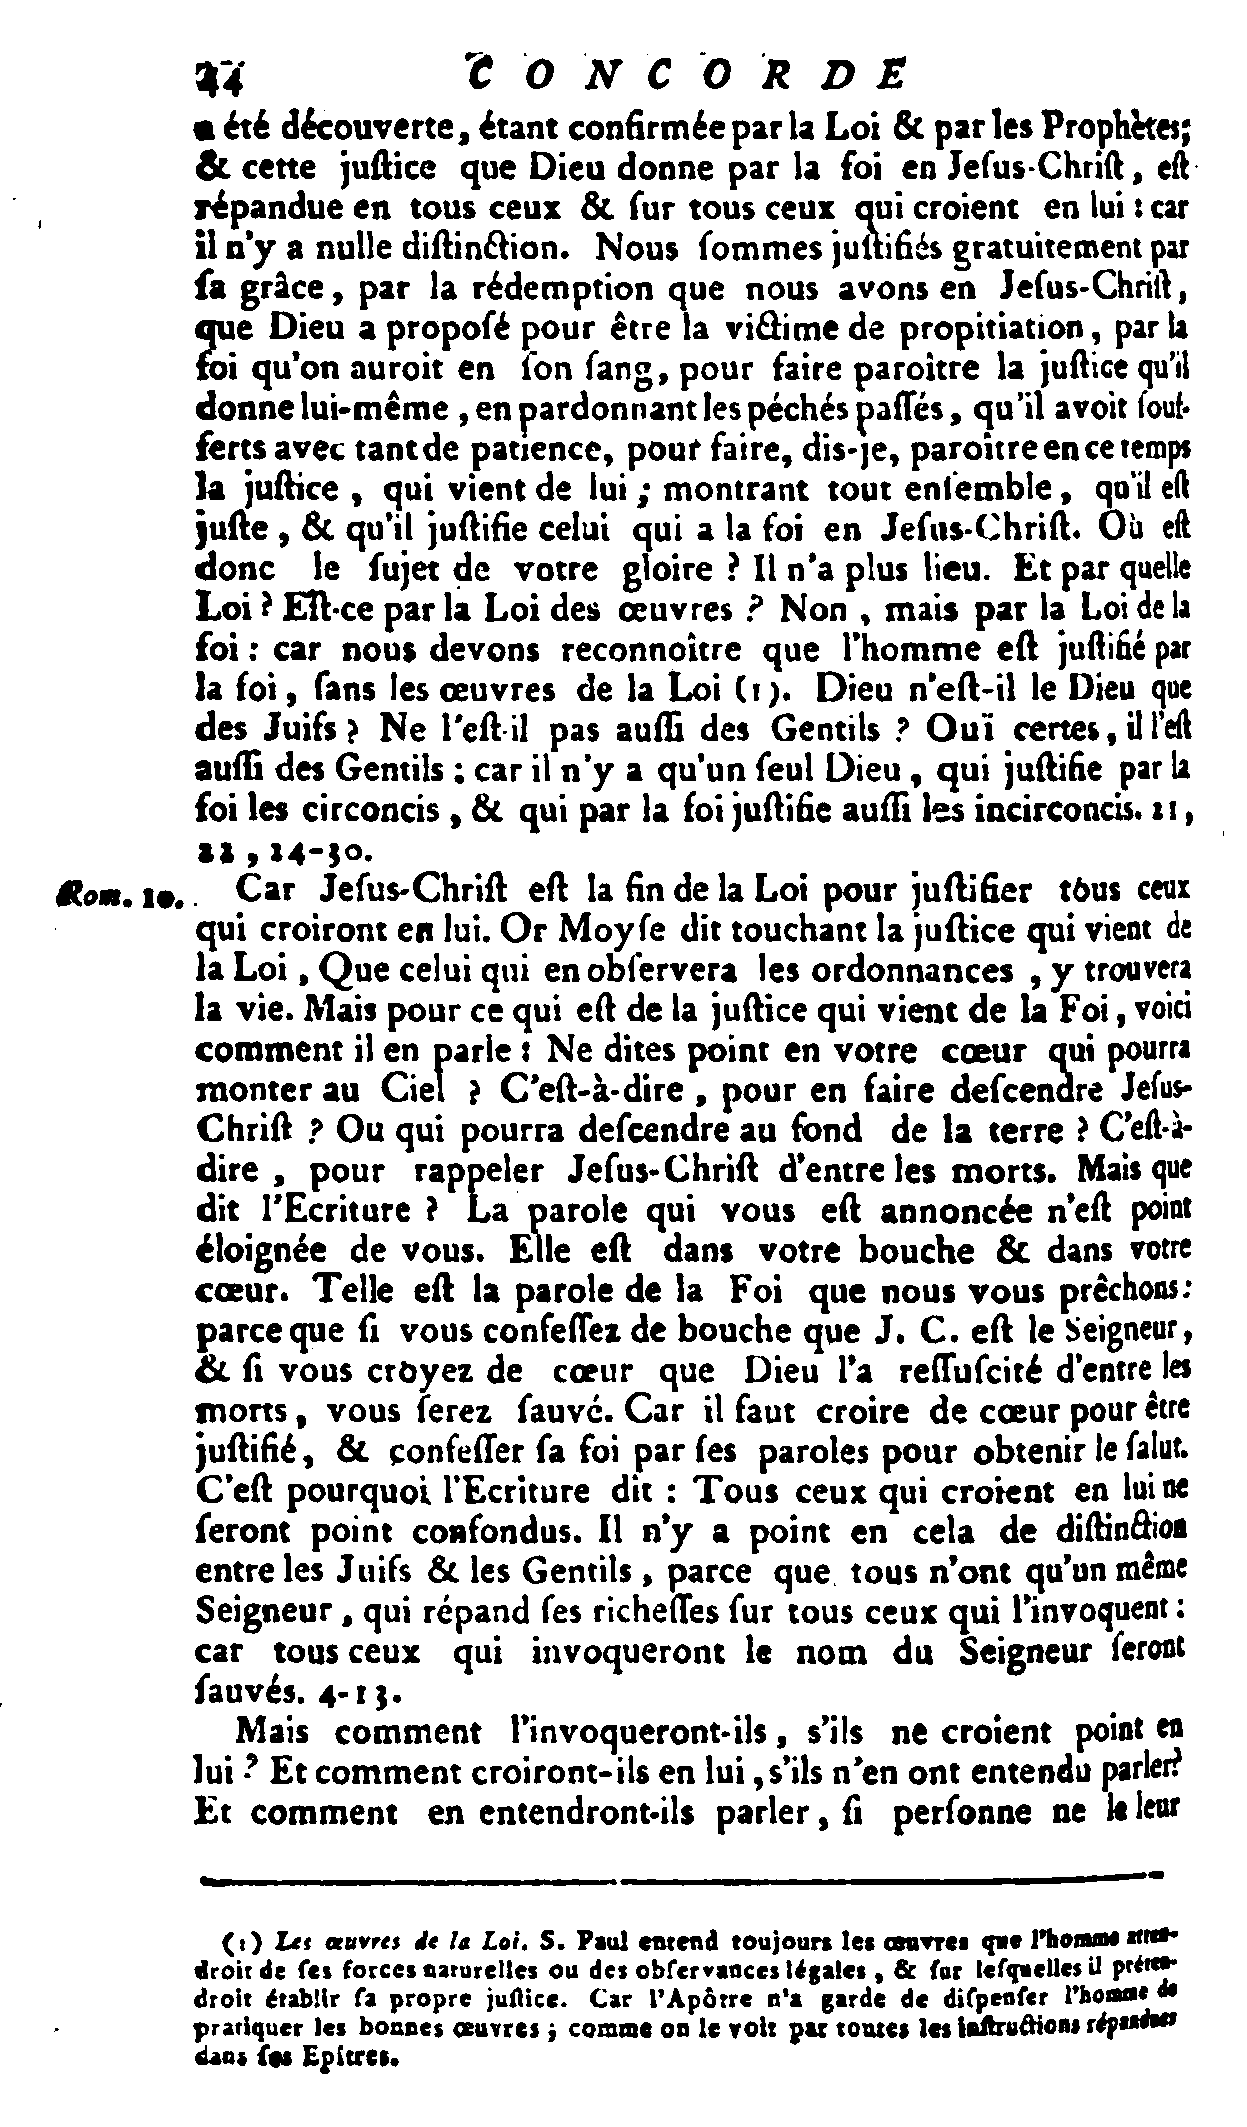 44 CONCORDE
a été découverte, étant confirmée par la Loi & par les Prophètes;
& cette juſtice que Dieu donne par la foi en Jeſus-Chriſt, eſt
répandue en tous ceux & ſur tous ceux qui croient en lui : car
il n'y a nulle diſtinction. Nous ſommes juſtifiés gratuitement par
ſa grâce, par la rédemption que nous avons en Jeſus-Chriſt,
que Dieu a propoſé pour être la victime de propitiation, par la
foi qu'on auroit en ſon ſang, pour faire paroître la juſtice qu'il
donne lui-même, en pardonnant les péchés paſſés, qu'il avoit ſouf-
ferts avec tant de patience, pour faire, dis-je, paroître en ce temps
la juſtice, qui vient de lui ; montrant tout enſemble, qu'il eſt
juſte, & qu'il juſtifie celui qui a la foi en Jeſus-Chriſt. Où eſt
donc le ſujet de votre gloire ? Il n'a plus lieu. Et par quelle
Loi ? Eſt-ce par la Loi des œuvres ? Non, mais par la Loi de la
foi : car nous devons reconnoître que l'homme eſt juſtifié par
la foi, ſans les œuvres de la Loi (1). Dieu n'eſt-il le Dieu que
des Juifs ? Ne l'eſt-il pas auſſi des Gentils ? Ouï certes, il l'eſt
auſſi des Gentils ; car il n'y a qu'un ſeul Dieu, qui juſtifie par la
foi les circoncis, & qui par la foi juſtifie auſſi les incirconcis. 21,
22, 24-30.
Rom. 10. Car Jeſus-Chriſt eſt la fin de la Loi pour juſtifier tous ceux
qui croiront en lui. Or Moyſe dit touchant la juſtice qui vient de
la Loi, Que celui qui en obſervera les ordonnances, y trouvera
la vie. Mais pour ce qui eſt de la juſtice qui vient de la Foi, voici
comment il en parle : Ne dites point en votre cœur qui pourra
monter au Ciel ? C'eſt-à-dire, pour en faire deſcendre Jeſus-
Chriſt ? Ou qui pourra deſcendre au fond de la terre ? C'eſt-à-
dire, pour rappeler Jeſus-Chriſt d'entre les morts. Mais que
dit l'Ecriture ? La parole qui vous eſt annoncée n'eſt point
éloignée de vous. Elle eſt dans votre bouche & dans votre
cœur. Telle eſt la parole de la Foi que nous vous prêchons:
parce que ſi vous confeſſez de bouche que J. C. eſt le Seigneur,
& ſi vous croyez de cœur que Dieu l'a reſſuſcité d'entre les
morts, vous ſerez ſauvé. Car il faut croire de cœur pour être
juſtifié, & confeſſer ſa foi par ſes paroles pour obtenir le ſalut.
C'eſt pourquoi l'Ecriture dit : Tous ceux qui croient en lui ne
ſeront point confondus. Il n'y a point en cela de diſtinction
entre les Juifs & les Gentils, parce que tous n'ont qu'un même
Seigneur, qui répand ſes richeſſes ſur tous ceux qui l'invoquent :
car tous ceux qui invoqueront le nom du Seigneur ſeront
ſauvés. 4-13.
Mais comment l'invoqueront-ils, s'ils ne croient point en
lui ? Et comment croiront-ils en lui, s'ils n'en ont entendu parler?
Et comment en entendront-ils parler, ſi perſonne ne le leur
(1) Les œuvres de la Loi. S. Paul entend toujours les œuvres que l'homme atten-
droit de ſes forces naturelles ou des obſervances légales, & ſur leſquelles il préten-
droit établir ſa propre juſtice. Car l'Apôtre n'a garde de diſpenſer l'homme de
pratiquer les bonnes œuvres ; comme on le voit par toutes les inſtructions répandues
dans ſes Epîtres.